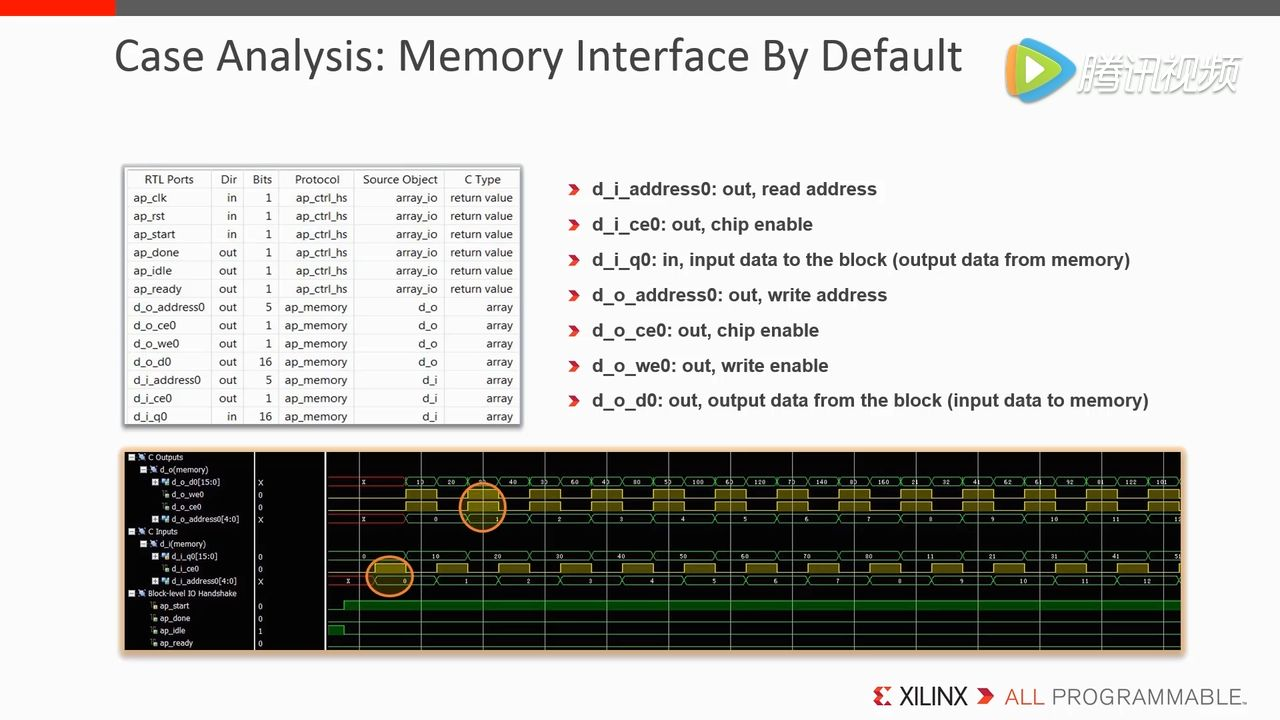 Case Analysis: Memory Interface By Default
腾讯视频
RTL Ports Dir Bits Protocol Source Object C Type
ap_clk in 1 ap_ctrl_hs array_io return value
ap_rst in 1 ap_ctrl_hs array_io return value
ap_start in 1 ap_ctrl_hs array_io return value
ap_done out 1 ap_ctrl_hs array_io return value
ap_idle out 1 ap_ctrl_hs array_io return value
ap_ready out 1 ap_ctrl_hs array_io return value
d_o_address0 out 5 ap_memory d_o array
d_o_ce0 out 1 ap_memory d_o array
d_o_we0 out 1 ap_memory d_o array
d_o_d0 out 16 ap_memory d_o array
d_i_address0 out 5 ap_memory d_i array
d_i_ce0 out 1 ap_memory d_i array
d_i_q0 in 16 ap_memory d_i array
d_i_address0: out, read address
d_i_ce0: out, chip enable
d_i_q0: in, input data to the block (output data from memory)
d_o_address0: out, write address
d_o_ce0: out, chip enable
d_o_we0: out, write enable
d_o_d0: out, output data from the block (input data to memory)
C Outputs
d_o(memory)
d_o_d0[15:0] X X 10 20 40 30 60 40 80 50 100 60 120 70 140 80 160 21 32 41 62 61 92 81 122 101
d_o_we0 0
d_o_ce0 0
d_o_address0[4:0] X X 0 1 2 3 4 5 6 7 8 9 10 11 12
C Inputs
d_i(memory)
d_i_q0[15:0] 0 0 10 20 30 40 50 60 70 80 11 21 31 41
d_i_ce0 0
d_i_address0[4:0] X X 0 1 2 3 4 5 6 7 8 9 10 11 12
Block-level IO Handshake
ap_start 0
ap_done 0
ap_idle 1
ap_ready 0
XILINX ALL PROGRAMMABLE™